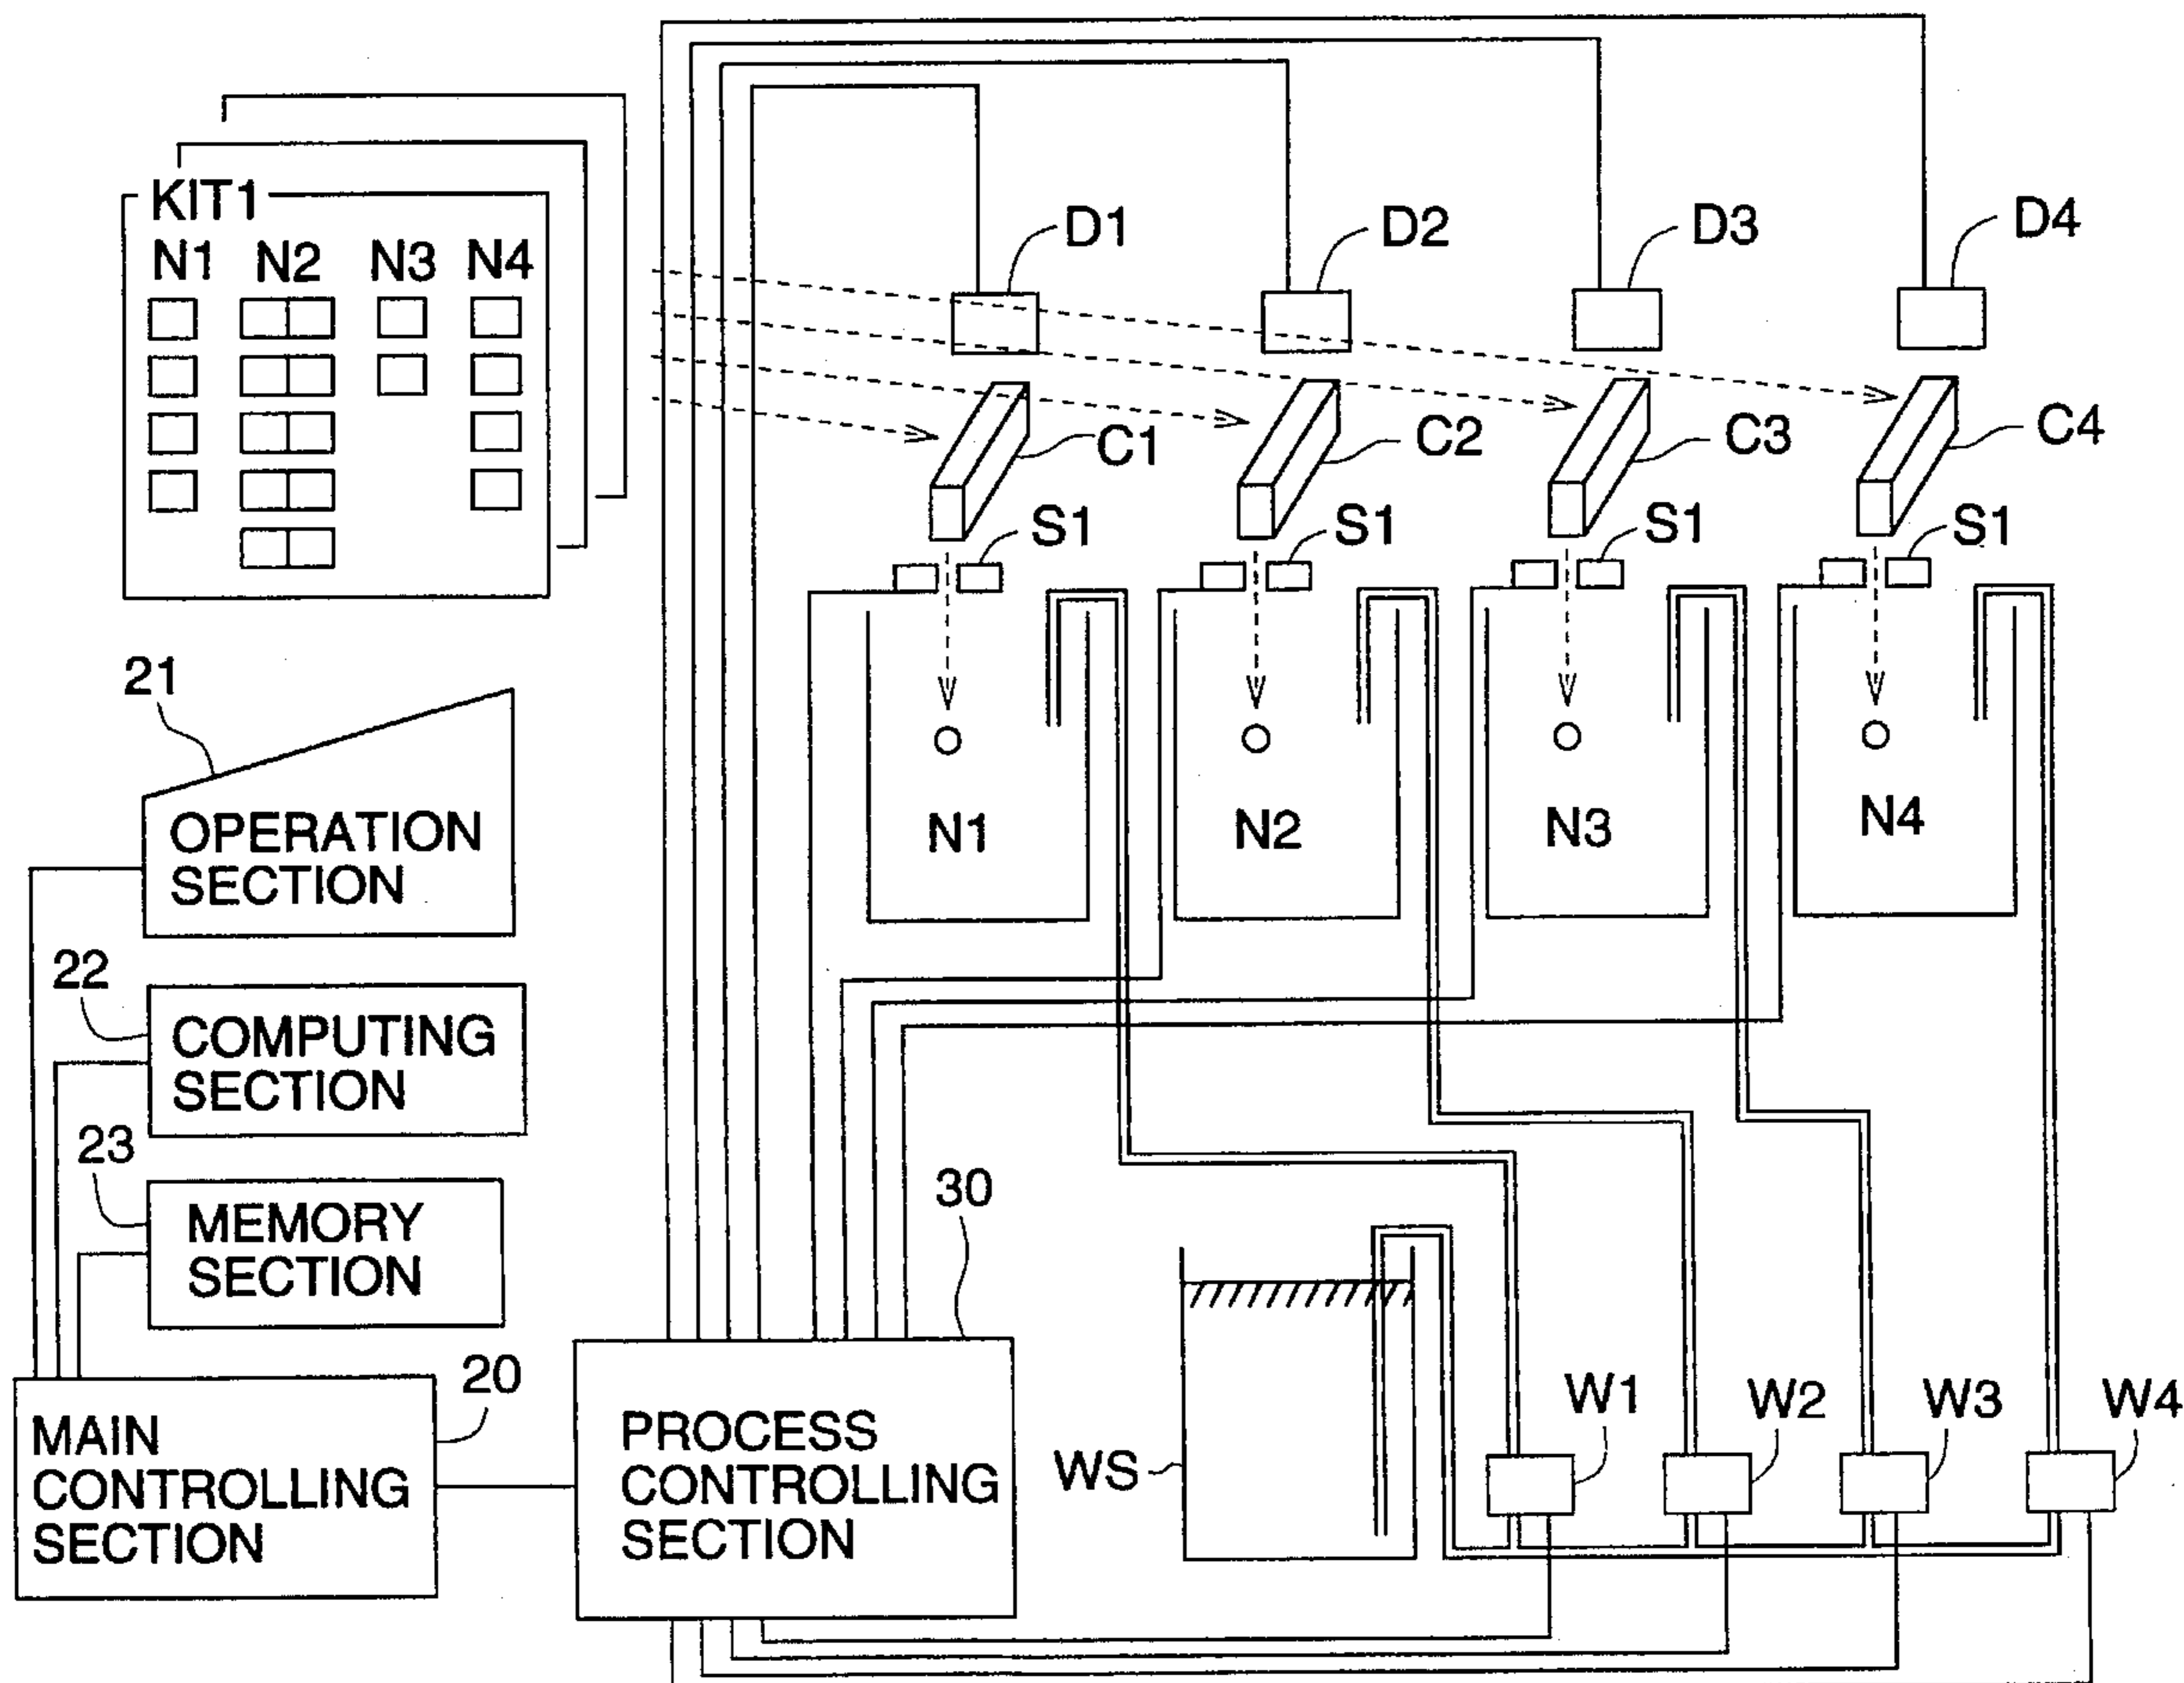 KIT1
N1 N2 N3 N4
D1 D2 D3 D4
C1 C2 C3 C4
S1 S1 S1 S1
N1 N2 N3 N4
21
OPERATION
SECTION
22
COMPUTING
SECTION
23
MEMORY
SECTION
20
MAIN
CONTROLLING
SECTION
30
PROCESS
CONTROLLING
SECTION
WS
W1 W2 W3 W4